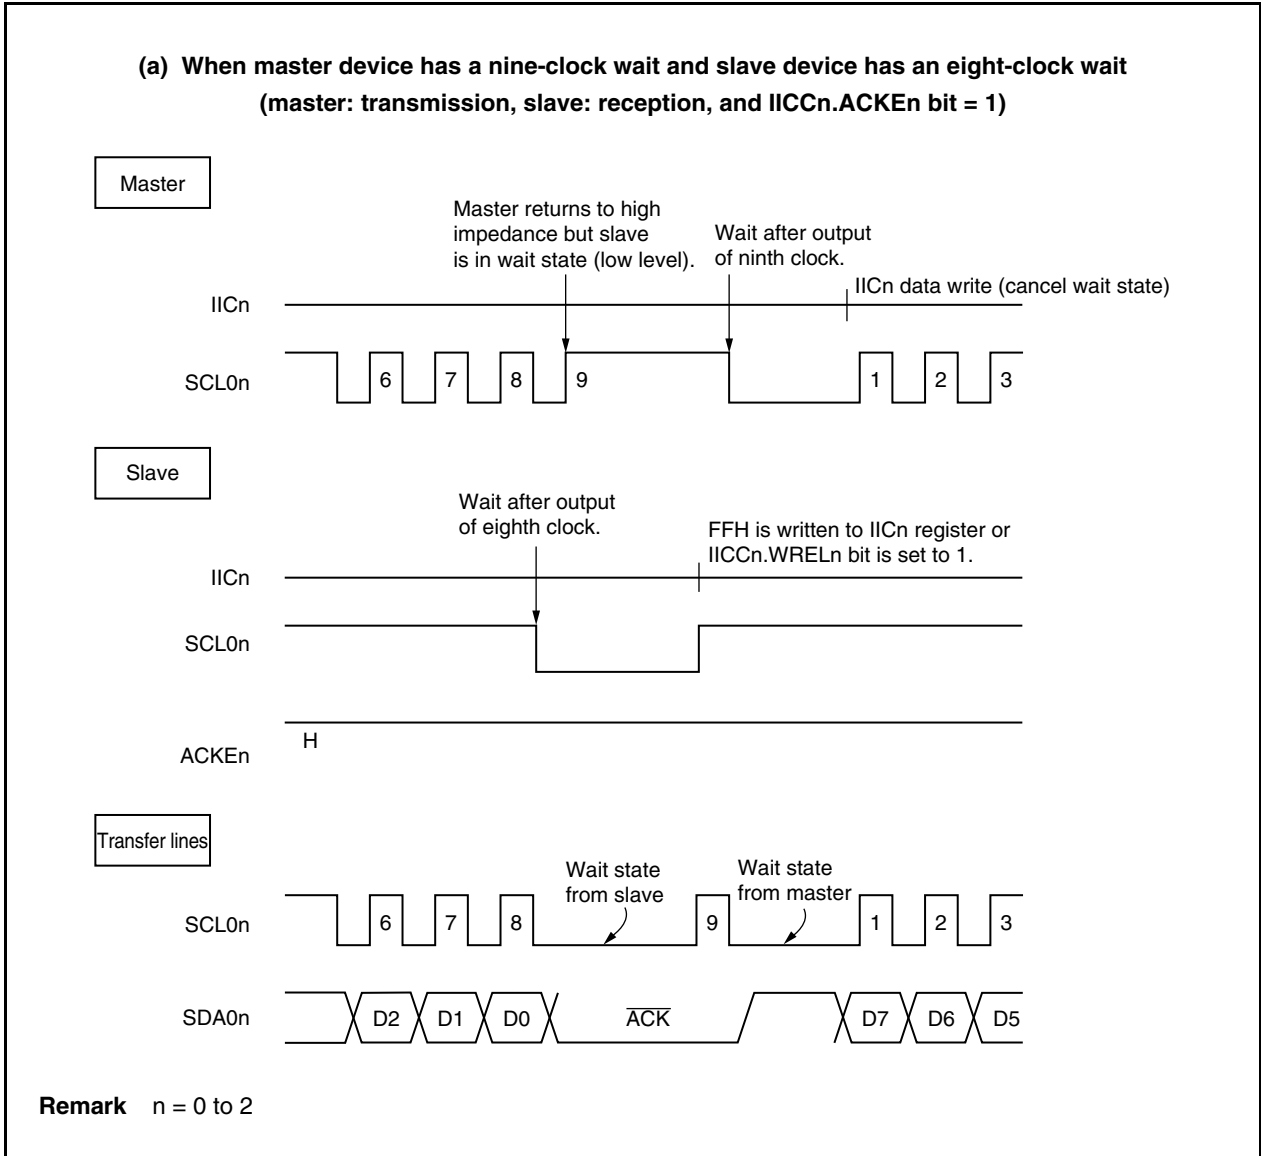 (a) When master device has a nine-clock wait and slave device has an eight-clock wait
(master: transmission, slave: reception, and IICCn.ACKEn bit = 1)
Master
Master returns to high
impedance but slave
is in wait state (low level).
Wait after output
of ninth clock.
IICn data write (cancel wait state)
IICn
SCL0n
6 7 8 9 1 2 3
Slave
Wait after output
of eighth clock.
FFH is written to IICn register or
IICCn.WRELn bit is set to 1.
IICn
SCL0n
H
ACKEn
Transfer lines
Wait state
from slave
Wait state
from master
SCL0n
6 7 8 9 1 2 3
SDA0n
D2 D1 D0 ACK D7 D6 D5
Remark n = 0 to 2